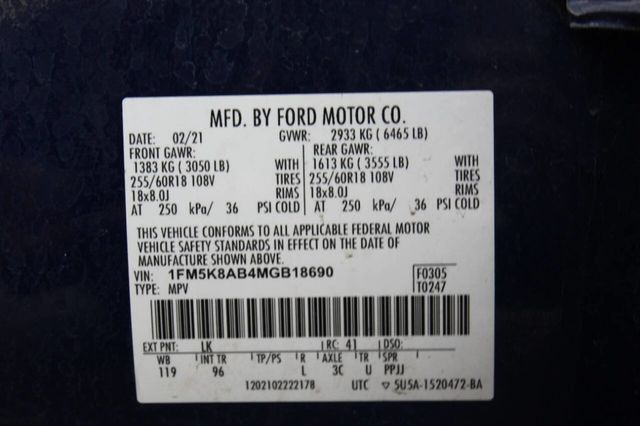 MFD. BY FORD MOTOR CO.
DATE: 02/21 GVWR: 2933 KG ( 6465 LB)
FRONT GAWR: REAR GAWR:
1383 KG ( 3050 LB) WITH 1613 KG ( 3555 LB) WITH
255/60R18 108V TIRES 255/60R18 108V TIRES
18x8.0J RIMS 18x8.0J RIMS
AT 250 kPa/ 36 PSI COLD AT 250 kPa/ 36 PSI COLD
THIS VEHICLE CONFORMS TO ALL APPLICABLE FEDERAL MOTOR
VEHICLE SAFETY STANDARDS IN EFFECT ON THE DATE OF
MANUFACTURE SHOWN ABOVE.
VIN: 1FM5K8AB4MGB18690 F0305
TYPE: MPV T0247
EXT PNT: LK RC: 41 DSO:
WB INT TR TP/PS R AXLE TR SPR
119 96 L 3C U PPJJ
1202102222178 UTC ▽ 5U5A-1520472-BA